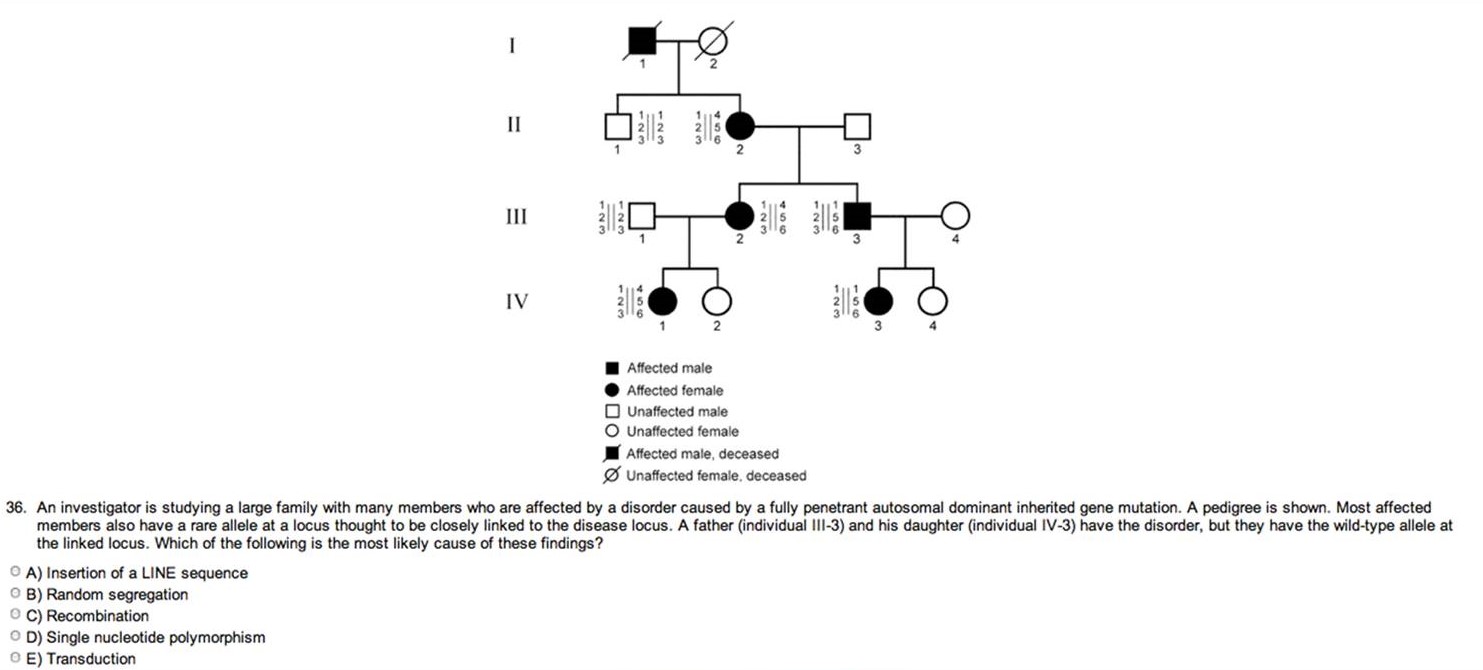 I
1
2
II
1 1
2 2
3 3
1 4
2 5
3 6
1
2
3
III
1 1
2 2
3 3
1 4
2 5
3 6
1 1
2 5
3 6
1
2
3
4
IV
1 4
2 5
3 6
1 1
2 5
3 6
1
2
3
4
Affected male
Affected female
Unaffected male
Unaffected female
Affected male, deceased
Unaffected female, deceased
36. An investigator is studying a large family with many members who are affected by a disorder caused by a fully penetrant autosomal dominant inherited gene mutation. A pedigree is shown. Most affected
members also have a rare allele at a locus thought to be closely linked to the disease locus. A father (individual III-3) and his daughter (individual IV-3) have the disorder, but they have the wild-type allele at
the linked locus. Which of the following is the most likely cause of these findings?
A) Insertion of a LINE sequence
B) Random segregation
C) Recombination
D) Single nucleotide polymorphism
E) Transduction